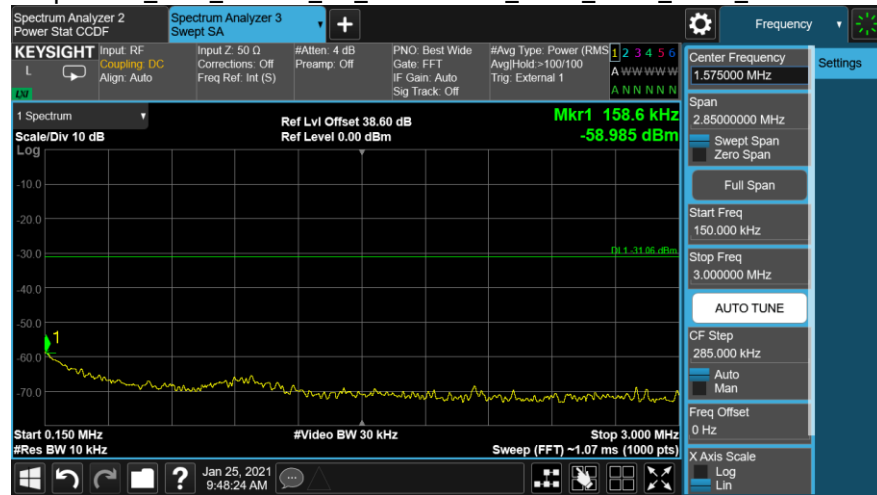 Spectrum Analyzer 2
Power Stat CCDF
Spectrum Analyzer 3
Swept SA
Frequency
KEYSIGHT
L
LXI
Input: RF
Coupling: DC
Align: Auto
Input Z: 50 Ω
Corrections: Off
Freq Ref: Int (S)
#Atten: 4 dB
Preamp: Off
PNO: Best Wide
Gate: FFT
IF Gain: Auto
Sig Track: Off
#Avg Type: Power (RMS
Avg|Hold:>100/100
Trig: External 1
1 2 3 4 5 6
A W W W W W
A N N N N N
1 Spectrum
Scale/Div 10 dB
Ref Lvl Offset 38.60 dB
Ref Level 0.00 dBm
Mkr1 158.6 kHz
-58.985 dBm
Log
-10.0
-20.0
-30.0
DL1 -31.06 dBm
-40.0
-50.0
1
-60.0
-70.0
Start 0.150 MHz
#Video BW 30 kHz
Stop 3.000 MHz
#Res BW 10 kHz
Sweep (FFT) ~1.07 ms (1000 pts)
Center Frequency
1.575000 MHz
Settings
Span
2.85000000 MHz
Swept Span
Zero Span
Full Span
Start Freq
150.000 kHz
Stop Freq
3.000000 MHz
AUTO TUNE
CF Step
285.000 kHz
Auto
Man
Freq Offset
0 Hz
X Axis Scale
Log
Lin
?
Jan 25, 2021
9:48:24 AM